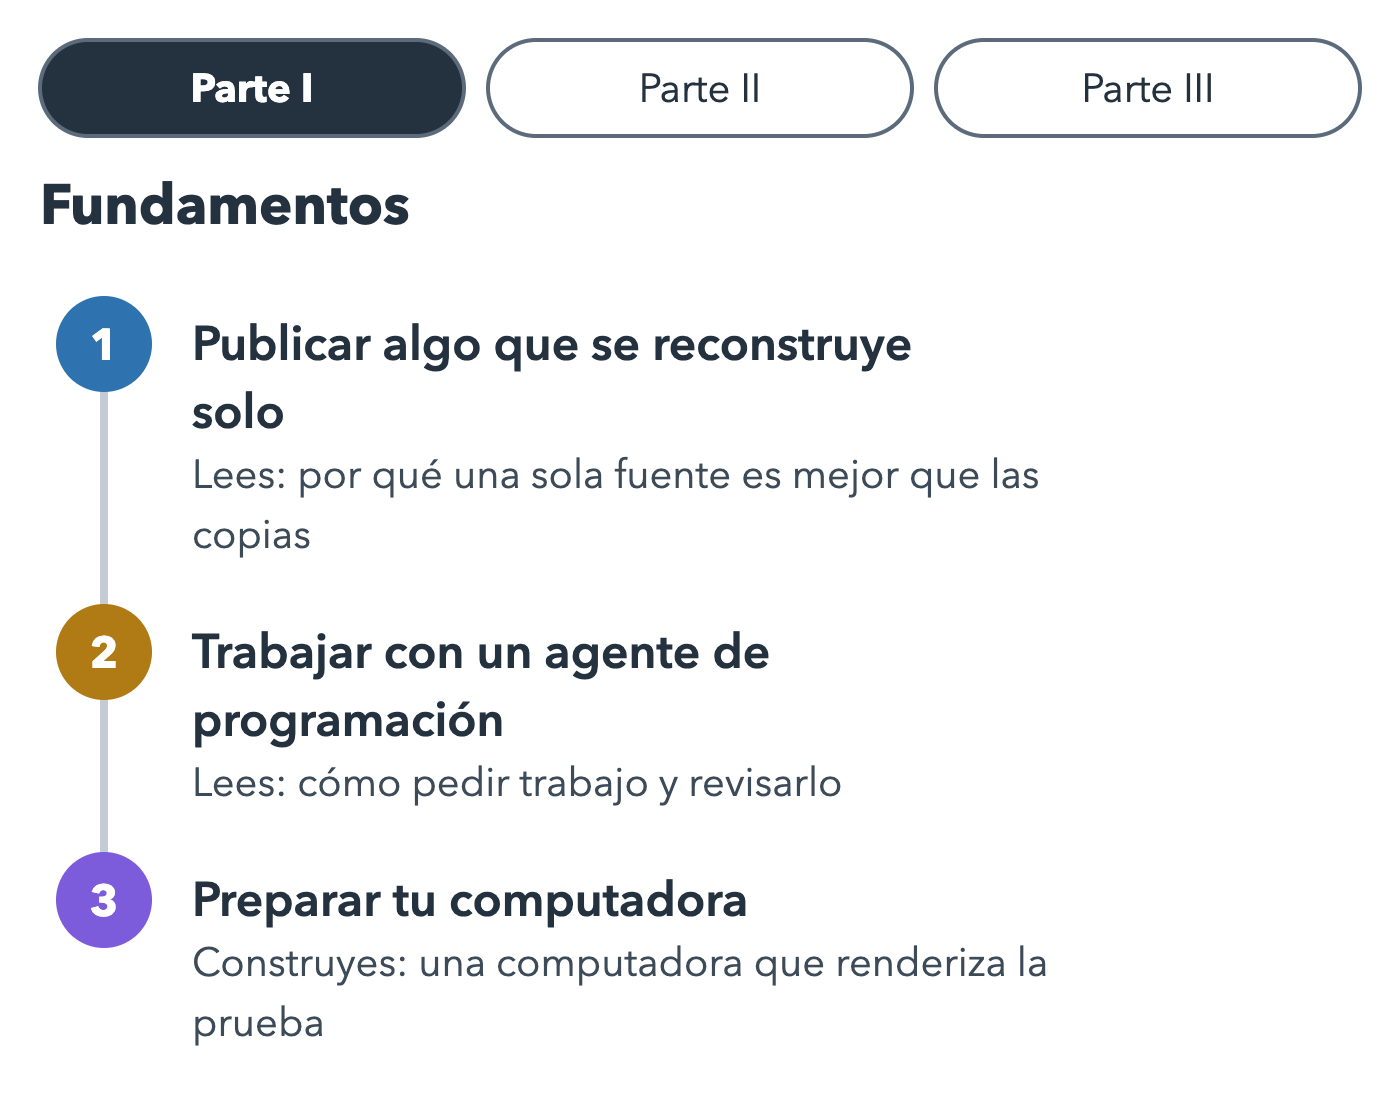 Parte I
Parte II
Parte III
Fundamentos
1
Publicar algo que se reconstruye
solo
Lees: por qué una sola fuente es mejor que las
copias
2
Trabajar con un agente de
programación
Lees: cómo pedir trabajo y revisarlo
3
Preparar tu computadora
Construyes: una computadora que renderiza la
prueba